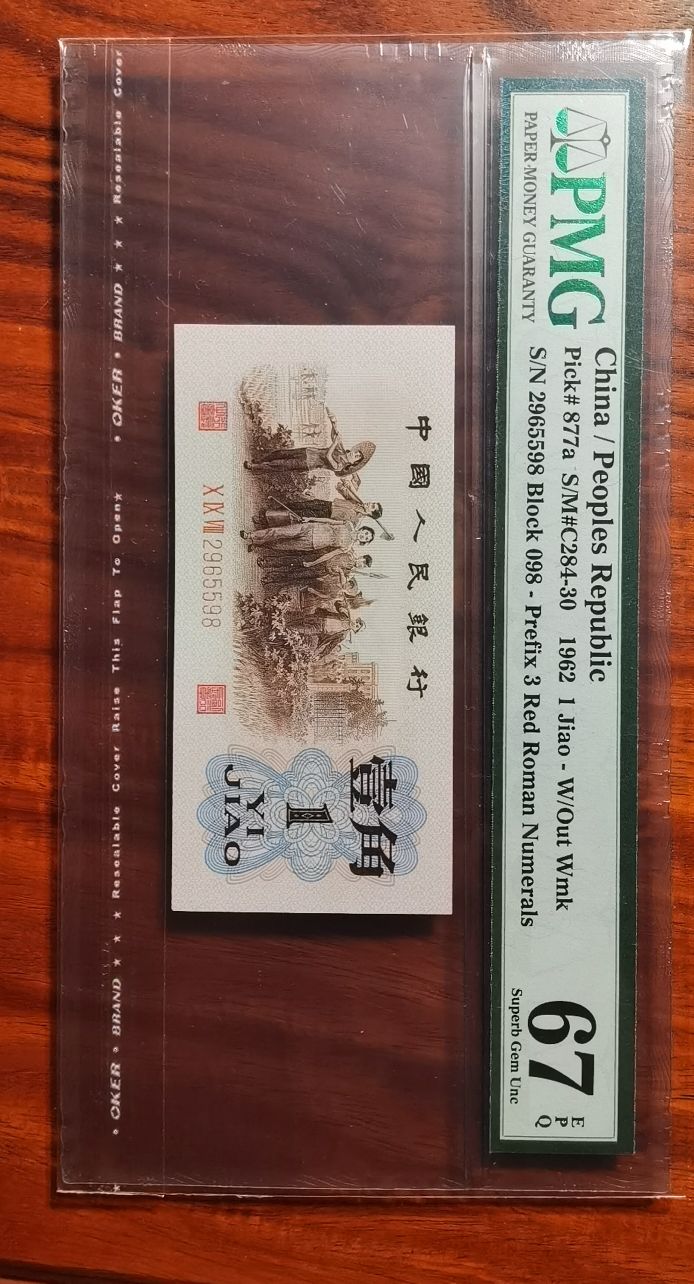 PMG
PAPER MONEY GUARANTY
China / Peoples Republic
Pick# 877a S/M#C284-30 1962 1 Jiao - W/Out Wmk
S/N 2965598 Block 098 - Prefix 3 Red Roman Numerals
67 EPQ
Superb Gem Unc
中國人民銀行
X IX VIII 2965598
壹角
1
YI
JIAO
• OKER • BRAND ★ ★ ★ Resealable Cover Raise This Flap To Open★ • OKER • BRAND ★ ★ ★ Resealable Cover